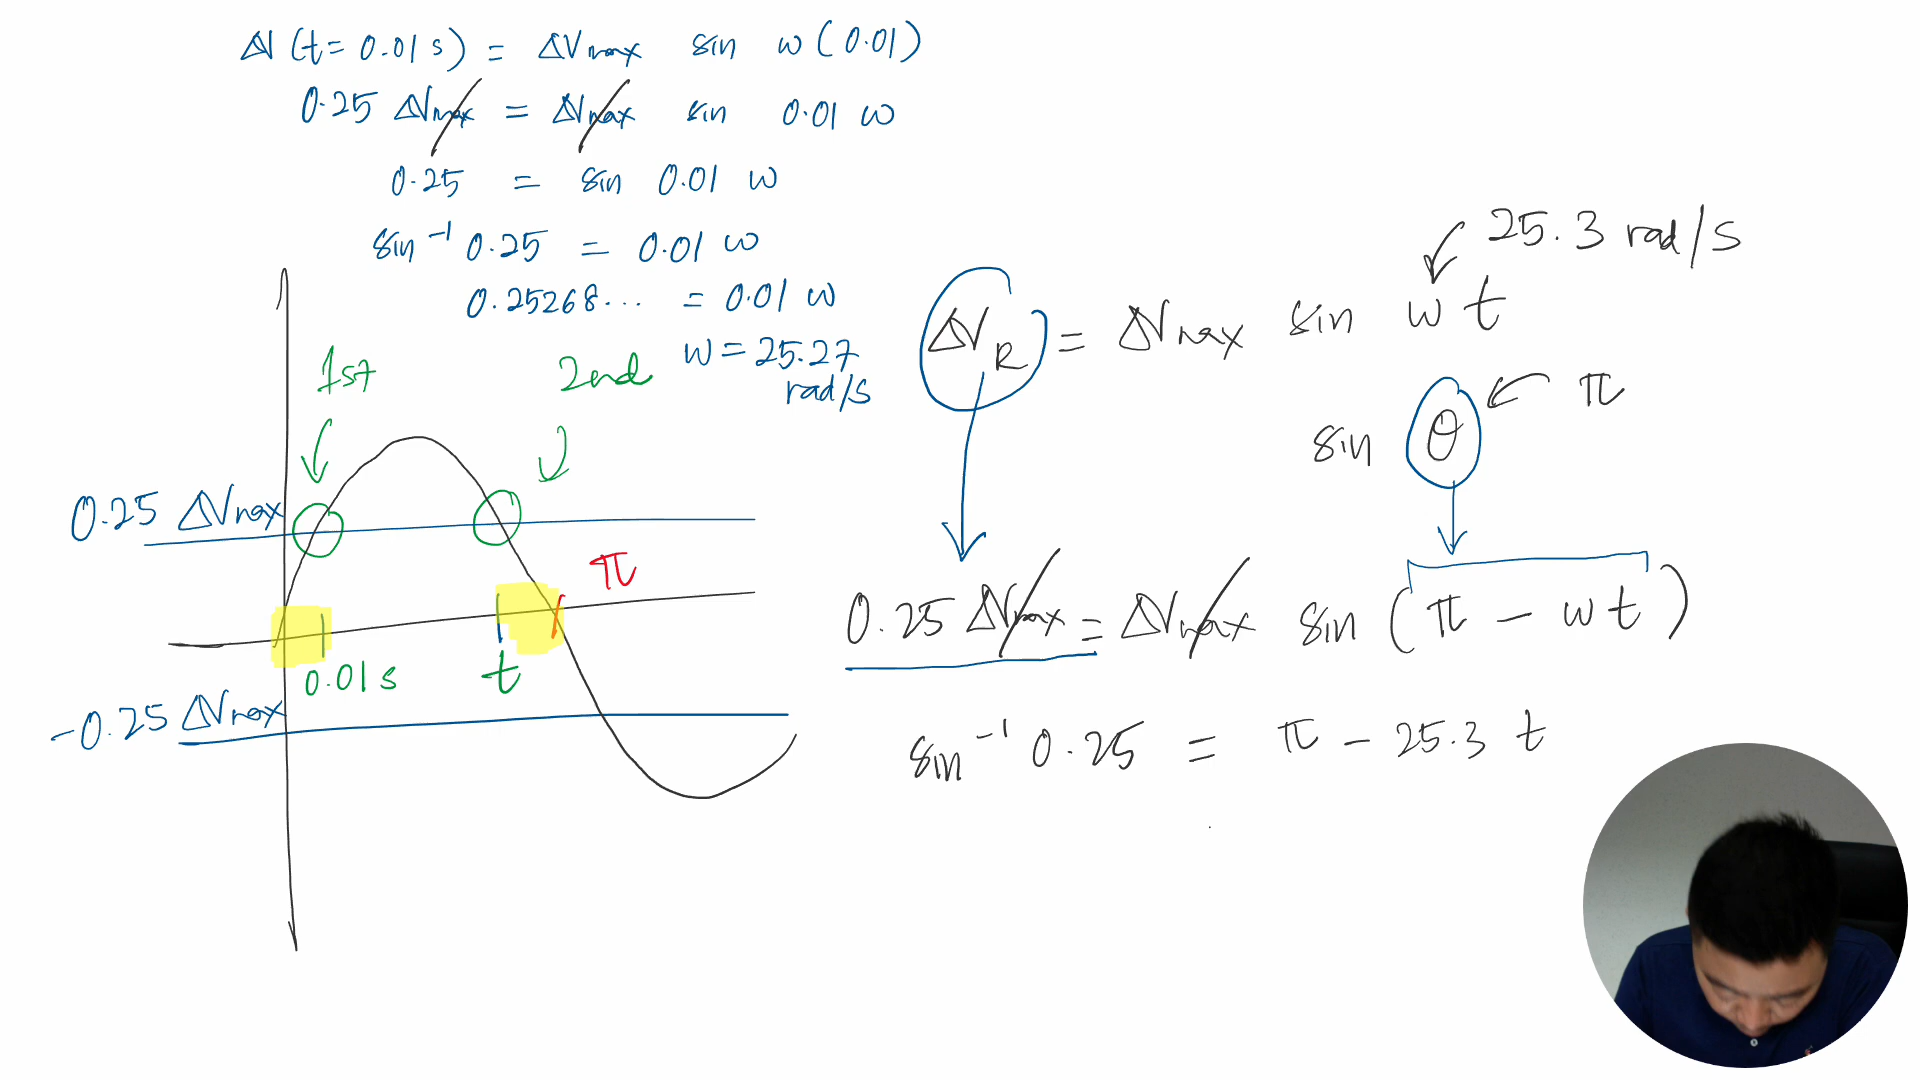 ΔV (t = 0.01 s) = ΔVmax sin w (0.01)
0.25 ΔVmax = ΔVmax sin 0.01 w
0.25 = sin 0.01 w
sin⁻¹ 0.25 = 0.01 w
0.25268... = 0.01 w
w = 25.27
rad/s
1st
2nd
0.25 ΔVmax
π
0.01 s
t
-0.25 ΔVmax
25.3 rad/s
ΔV_R = ΔVmax sin w t
π
sin θ
0.25 ΔVmax = ΔVmax sin (π - wt)
sin⁻¹ 0.25 = π - 25.3 t